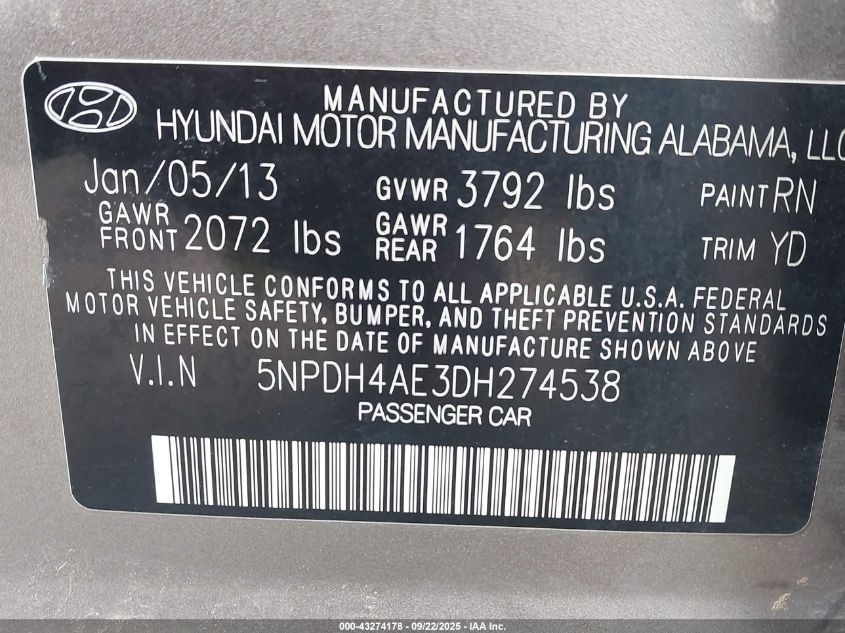 MANUFACTURED BY
HYUNDAI MOTOR MANUFACTURING ALABAMA, LLC
Jan/05/13 GVWR 3792 lbs PAINT RN
GAWR FRONT 2072 lbs GAWR REAR 1764 lbs TRIM YD
THIS VEHICLE CONFORMS TO ALL APPLICABLE U.S.A. FEDERAL
MOTOR VEHICLE SAFETY, BUMPER, AND THEFT PREVENTION STANDARDS
IN EFFECT ON THE DATE OF MANUFACTURE SHOWN ABOVE
V.I.N 5NPDH4AE3DH274538
PASSENGER CAR
000-43274178 - 09/22/2025 - IAA Inc.